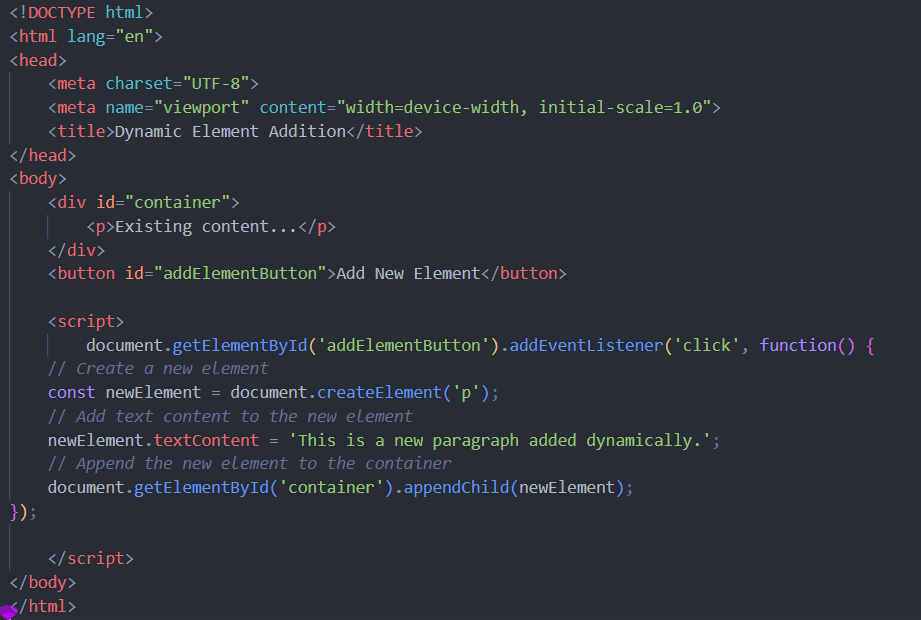 <!DOCTYPE html>
<html lang="en">
<head>
    <meta charset="UTF-8">
    <meta name="viewport" content="width=device-width, initial-scale=1.0">
    <title>Dynamic Element Addition</title>
</head>
<body>
    <div id="container">
        <p>Existing content...</p>
    </div>
    <button id="addElementButton">Add New Element</button>

    <script>
        document.getElementById('addElementButton').addEventListener('click', function() {
    // Create a new element
    const newElement = document.createElement('p');
    // Add text content to the new element
    newElement.textContent = 'This is a new paragraph added dynamically.';
    // Append the new element to the container
    document.getElementById('container').appendChild(newElement);
});

    </script>
</body>
</html>